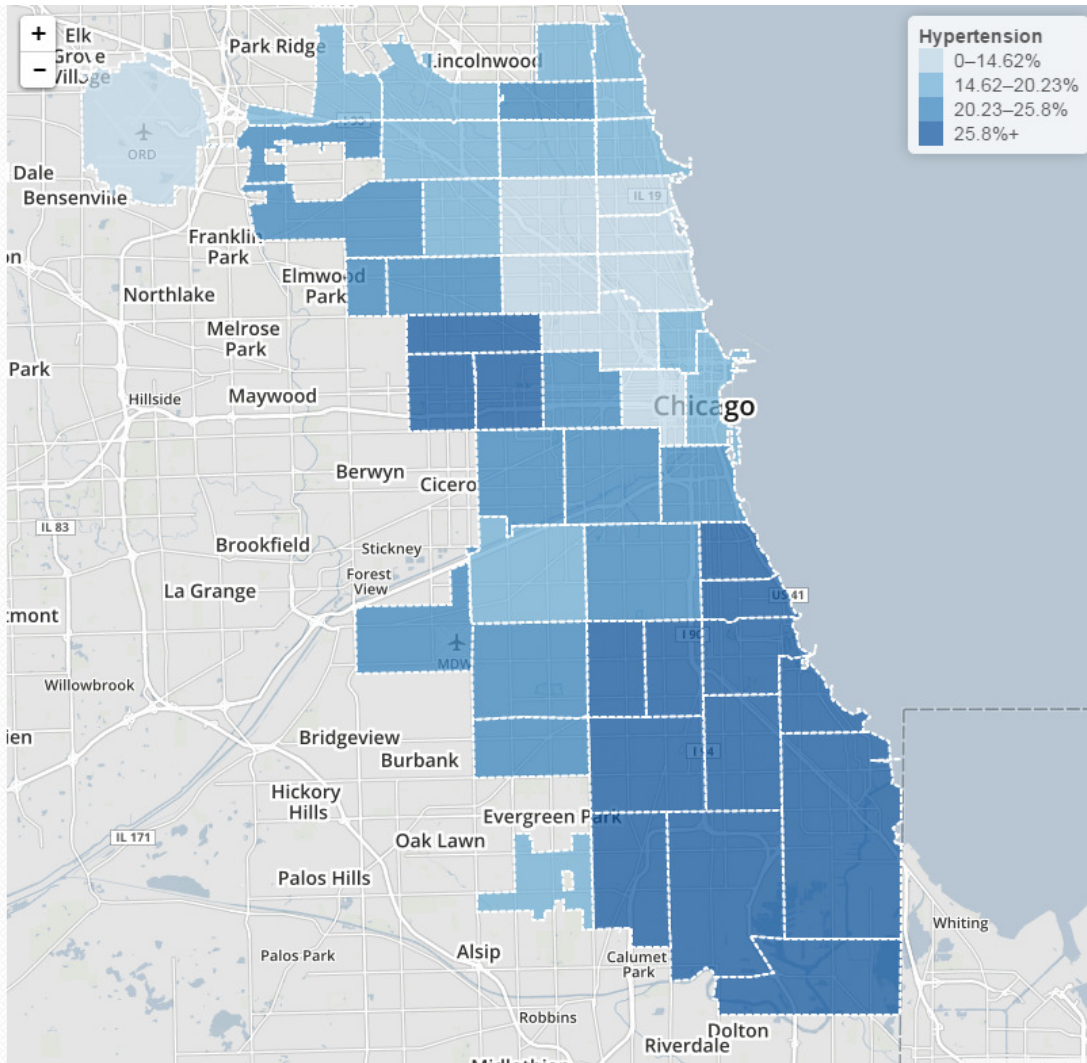 +
−
Elk
Grove
Village
Park Ridge
Lincolnwood
Hypertension
0–14.62%
14.62–20.23%
20.23–25.8%
25.8%+
ORD
Dale
Bensenville
IL 19
Franklin
Park
Elmwood
Park
Northlake
Melrose
Park
Park
Hillside
Maywood
Chicago
Berwyn
Cicero
IL 83
Brookfield
Stickney
Forest
View
La Grange
US 41
I 90
MDW
Willowbrook
Bridgeview
Burbank
I 94
Hickory
Hills
Evergreen Park
IL 171
Oak Lawn
Palos Hills
Whiting
Alsip
Palos Park
Calumet
Park
Robbins
Dolton
Riverdale